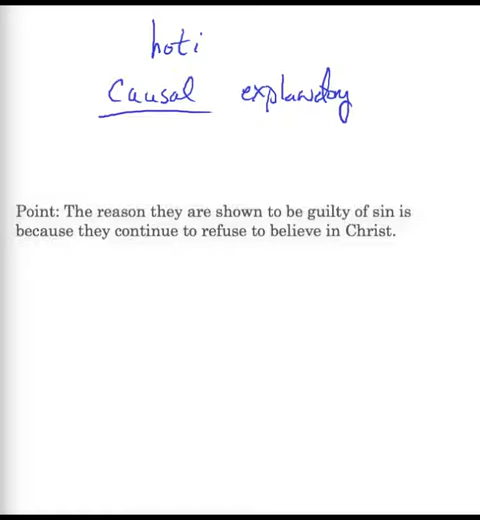 hoti
Causal explanatory
Point: The reason they are shown to be guilty of sin is
because they continue to refuse to believe in Christ.